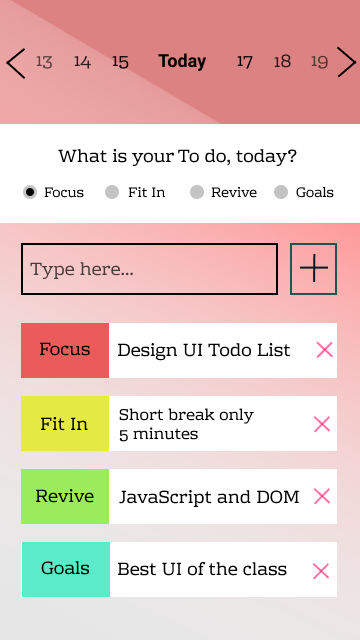 13 14 15 Today 17 18 19
What is your To do, today?
Focus Fit In Revive Goals
Type here...
Focus Design UI Todo List
Fit In Short break only
5 minutes
Revive JavaScript and DOM
Goals Best UI of the class